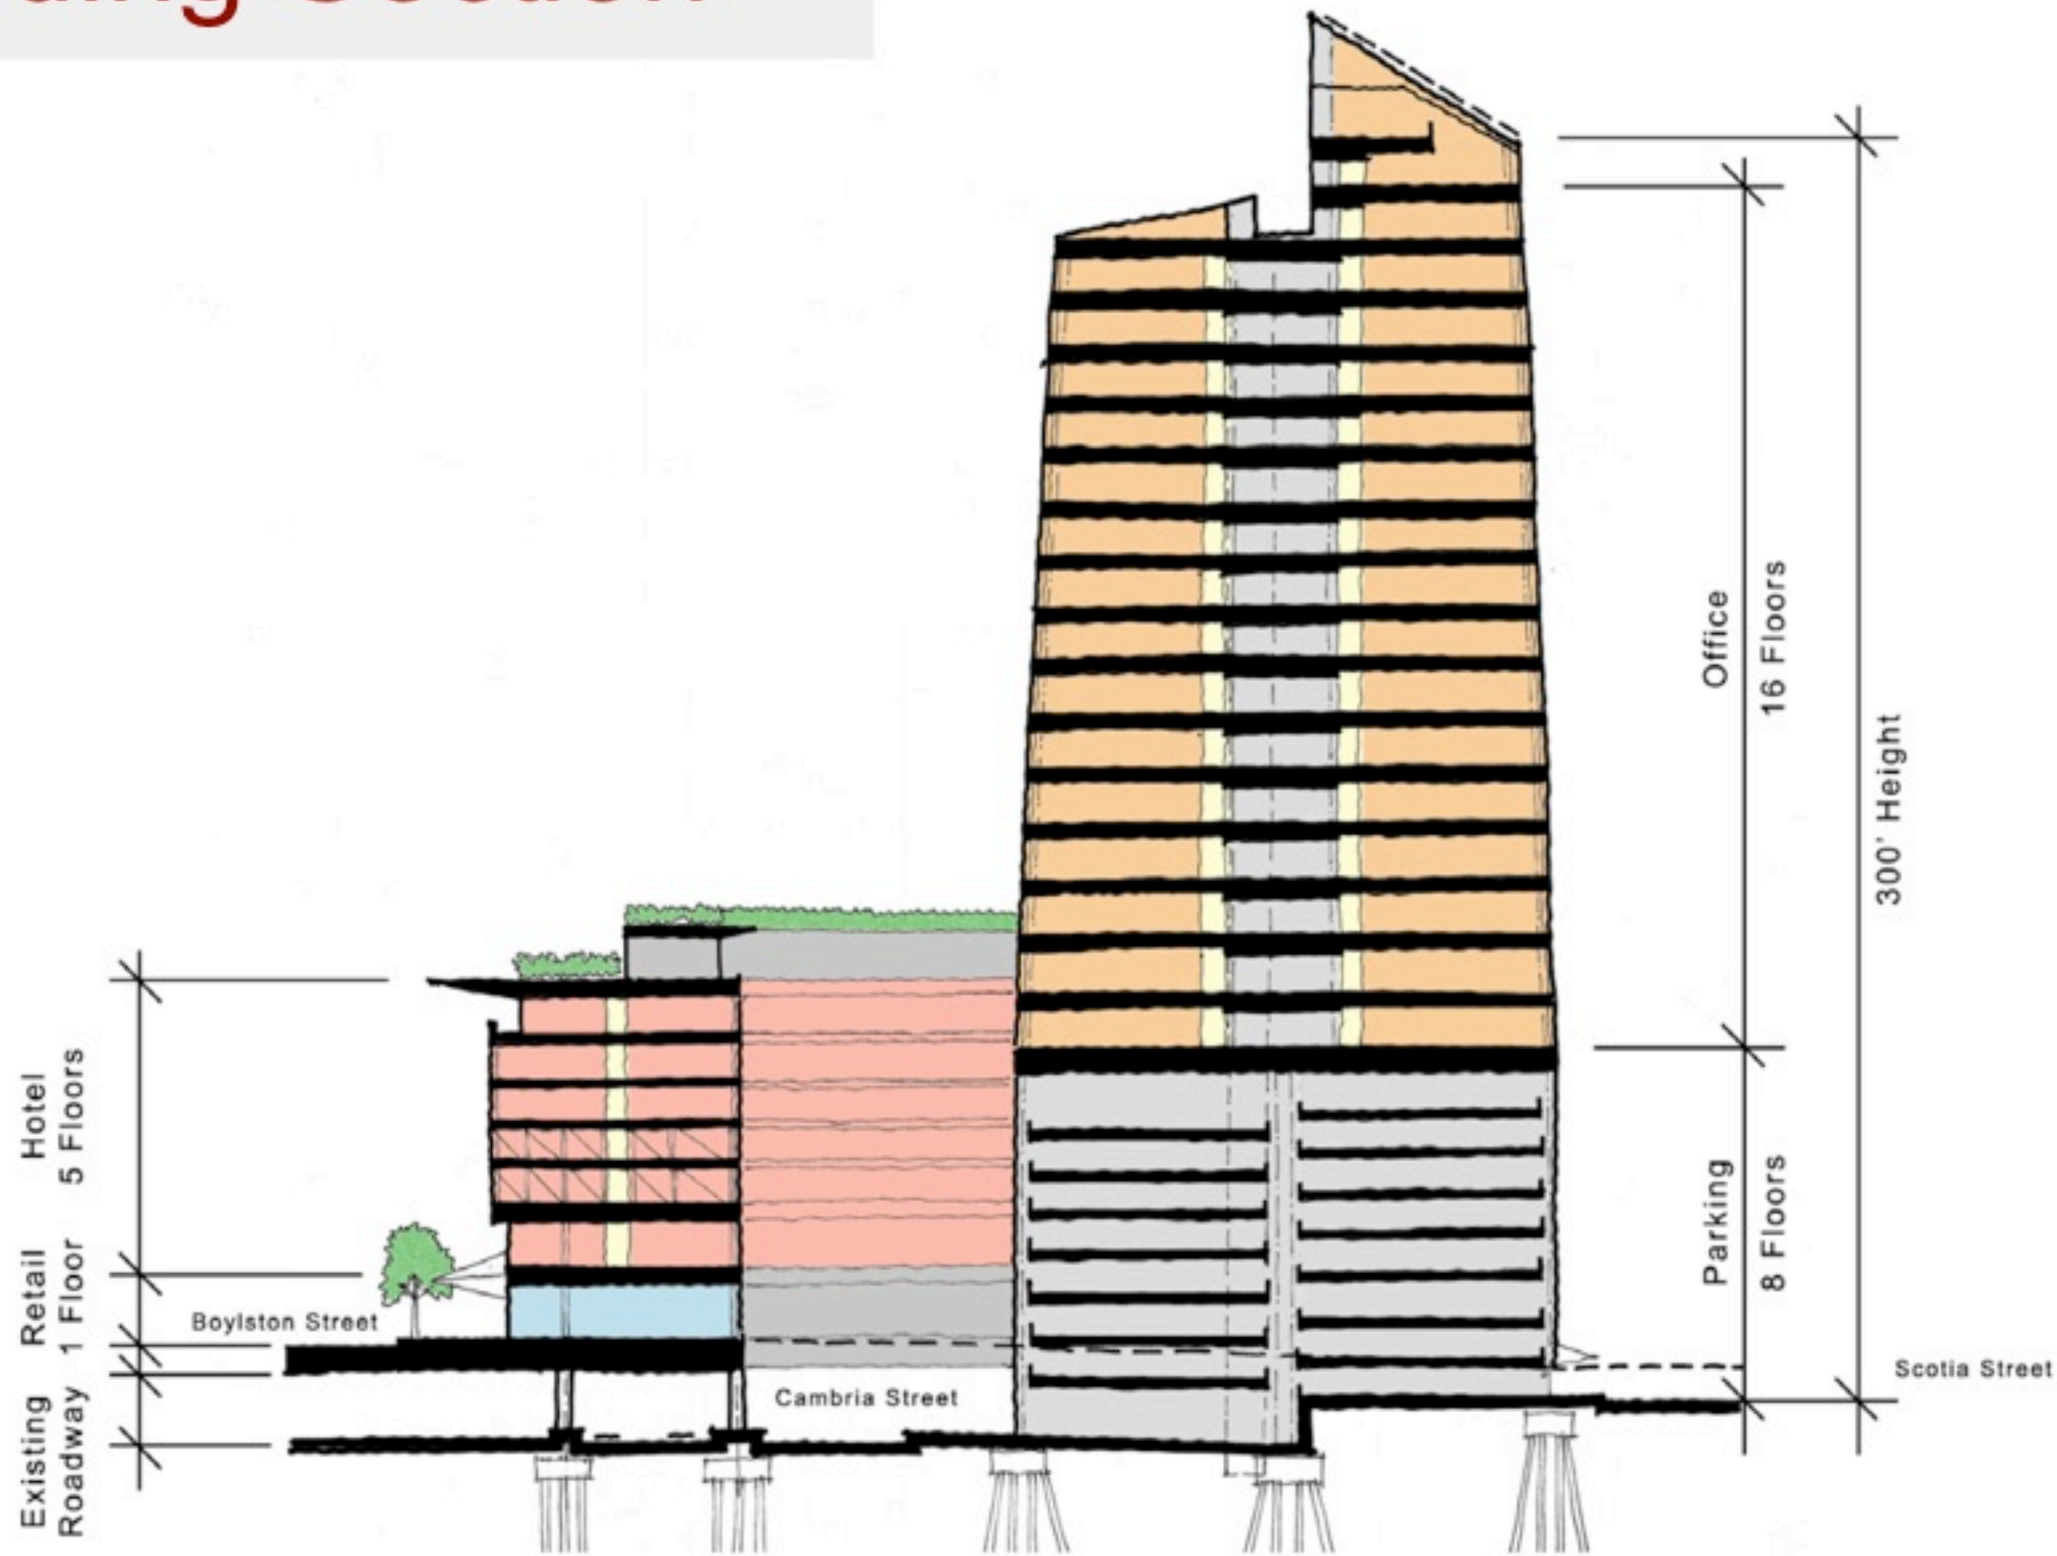 Section
Office
16 Floors
300' Height
Hotel
5 Floors
Retail
1 Floor
Boylston Street
Parking
8 Floors
Scotia Street
Cambria Street
Existing
Roadway